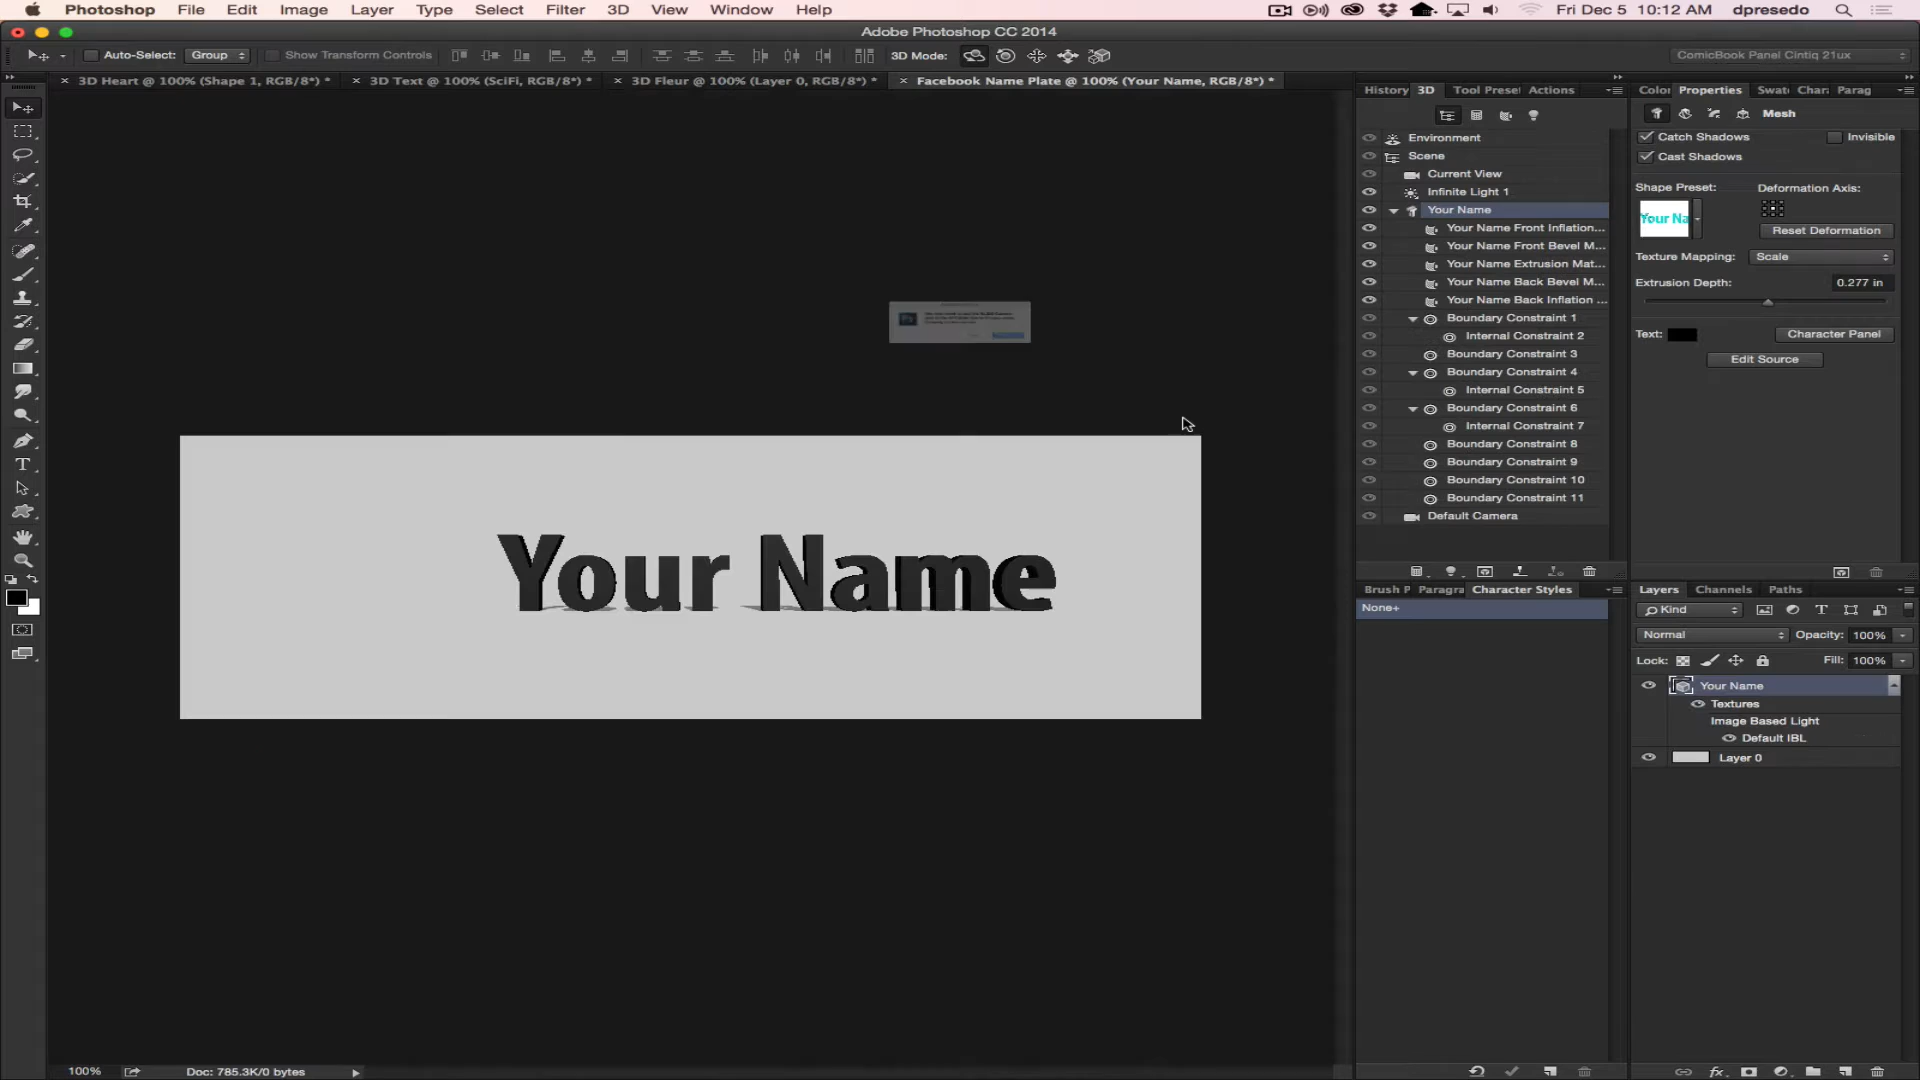 Photoshop File Edit Image Layer Type Select Filter 3D View Window Help Fri Dec 5 10:12 AM dpresedo
Adobe Photoshop CC 2014
Auto-Select: Group Show Transform Controls 3D Mode: ComicBook Panel Cintiq 21ux
3D Heart @ 100% (Shape 1, RGB/8*) * 3D Text @ 100% (SciFi, RGB/8*) * 3D Fleur @ 100% (Layer 0, RGB/8*) * Facebook Name Plate @ 100% (Your Name, RGB/8*) *
Your Name
100% Doc: 785.3K/0 bytes
History 3D Tool Preset Actions
Environment
Scene
Current View
Infinite Light 1
Your Name
Your Name Front Inflation...
Your Name Front Bevel M...
Your Name Extrusion Mat...
Your Name Back Bevel M...
Your Name Back Inflation ...
Boundary Constraint 1
Internal Constraint 2
Boundary Constraint 3
Boundary Constraint 4
Internal Constraint 5
Boundary Constraint 6
Internal Constraint 7
Boundary Constraint 8
Boundary Constraint 9
Boundary Constraint 10
Boundary Constraint 11
Default Camera
Brush P Paragra Character Styles
None+
Color Properties Swat Chara Parag
Mesh
Catch Shadows Invisible
Cast Shadows
Shape Preset: Deformation Axis:
Your Na
Reset Deformation
Texture Mapping: Scale
Extrusion Depth: 0.277 in
Text: Character Panel
Edit Source
Layers Channels Paths
Kind
Normal Opacity: 100%
Lock: Fill: 100%
Your Name
Textures
Image Based Light
Default IBL
Layer 0
fx